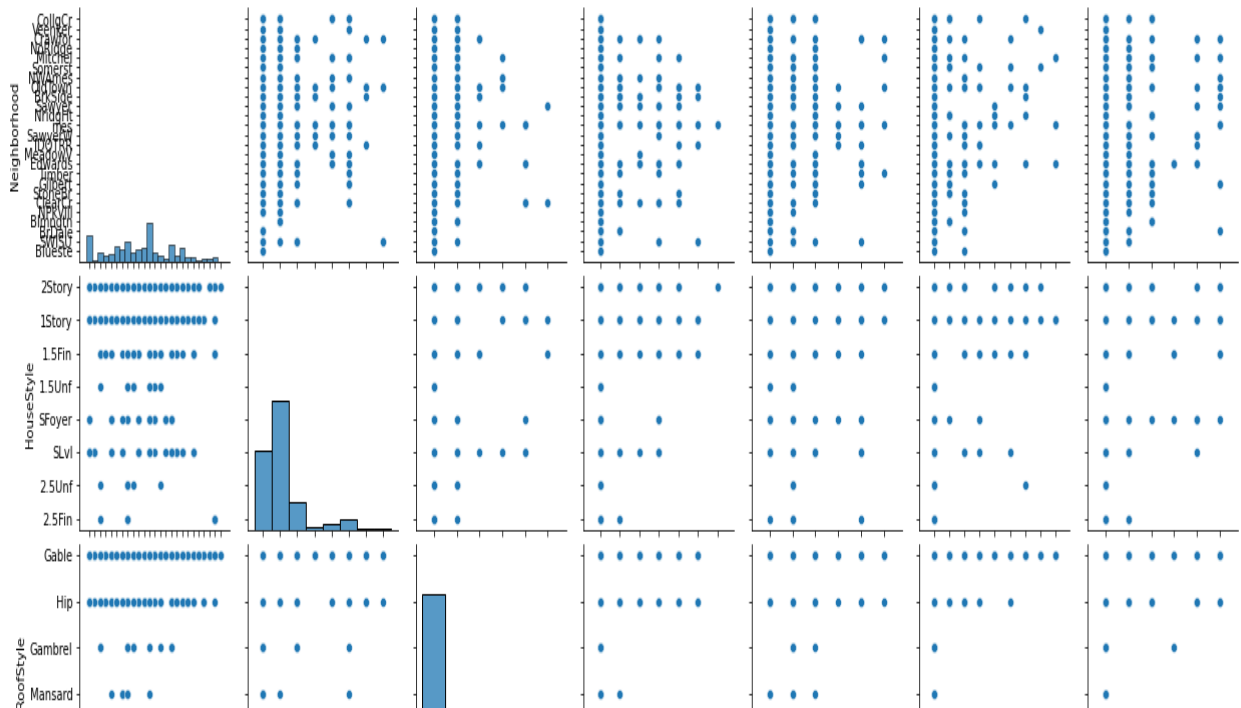 Neighborhood
CollgCr
Veenker
Crawfor
NoRidge
Mitchel
Somerst
NWAmes
OldTown
BrkSide
Sawyer
NridgHt
mes
SawyerW
IDOTRR
MeadowV
Edwards
Timber
Gilbert
StoneBr
ClearCr
NPkVill
Blmngtn
BrDale
SWISU
Blueste
HouseStyle
2Story
1Story
1.5Fin
1.5Unf
SFoyer
SLvl
2.5Unf
2.5Fin
RoofStyle
Gable
Hip
Gambrel
Mansard